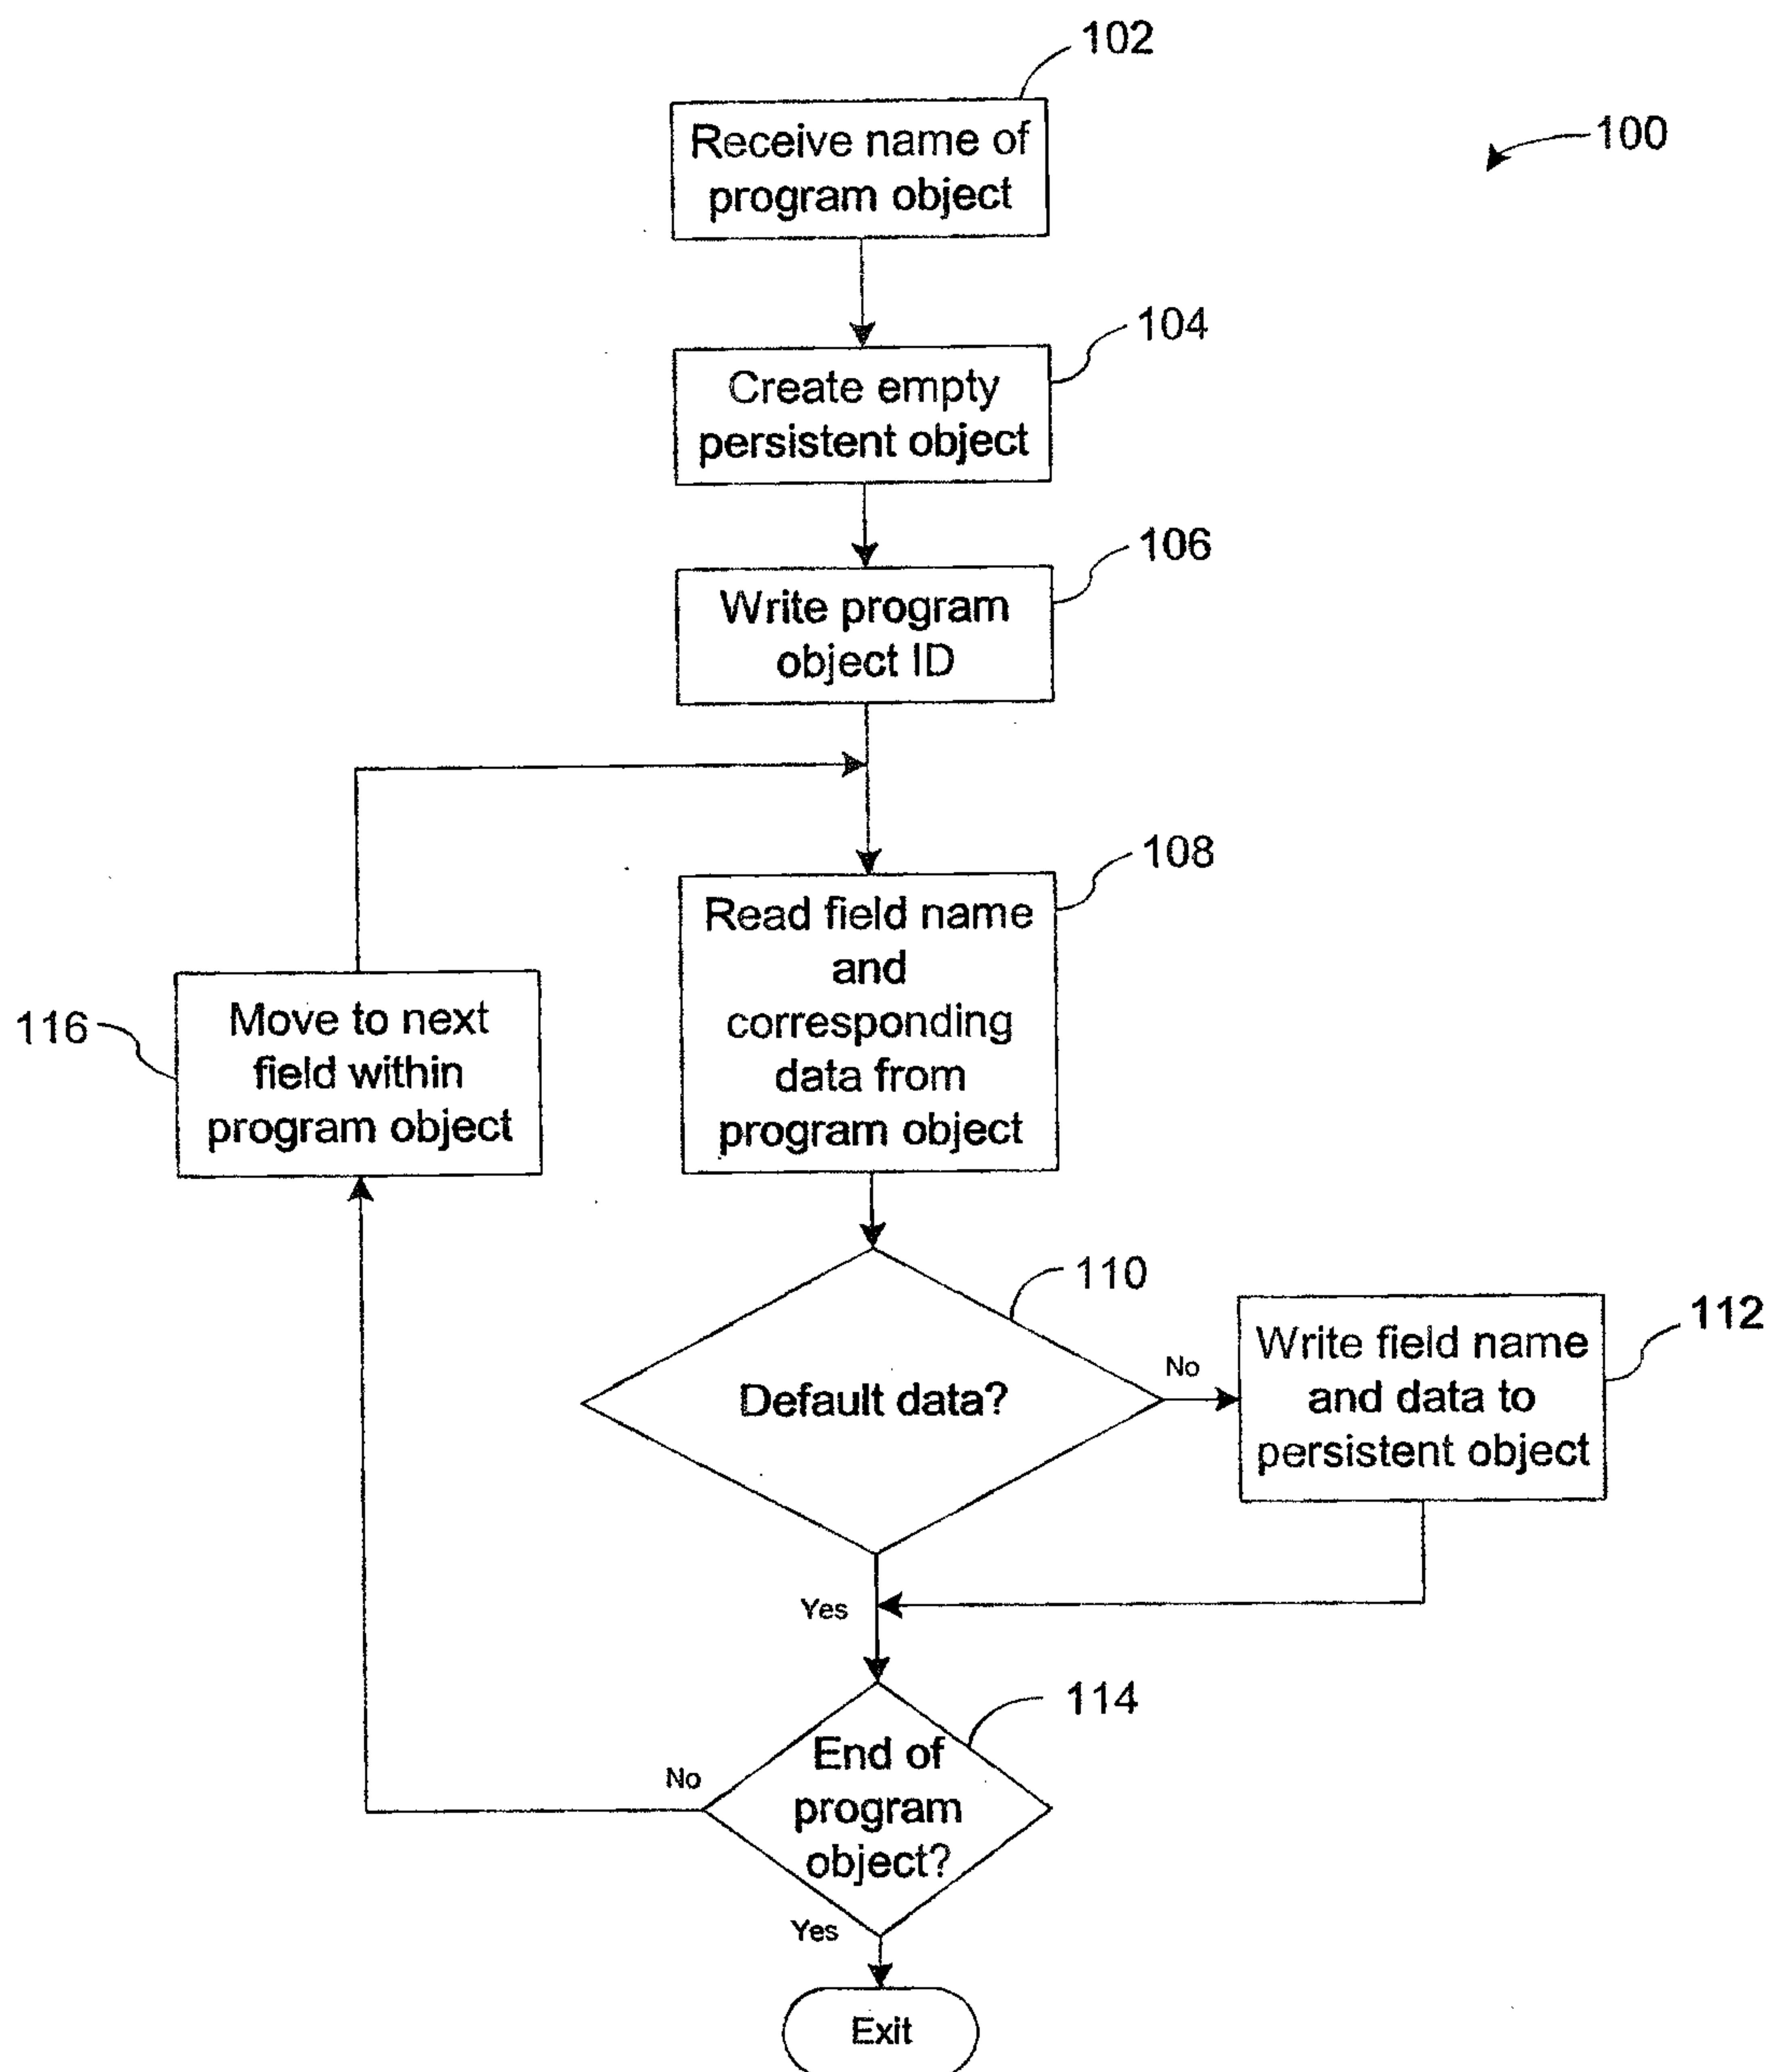 102
100
Receive name of
program object
104
Create empty
persistent object
106
Write program
object ID
108
Read field name
and
corresponding
data from
program object
116
Move to next
field within
program object
110
Default data?
No
112
Write field name
and data to
persistent object
Yes
114
End of
program
object?
No
Yes
Exit